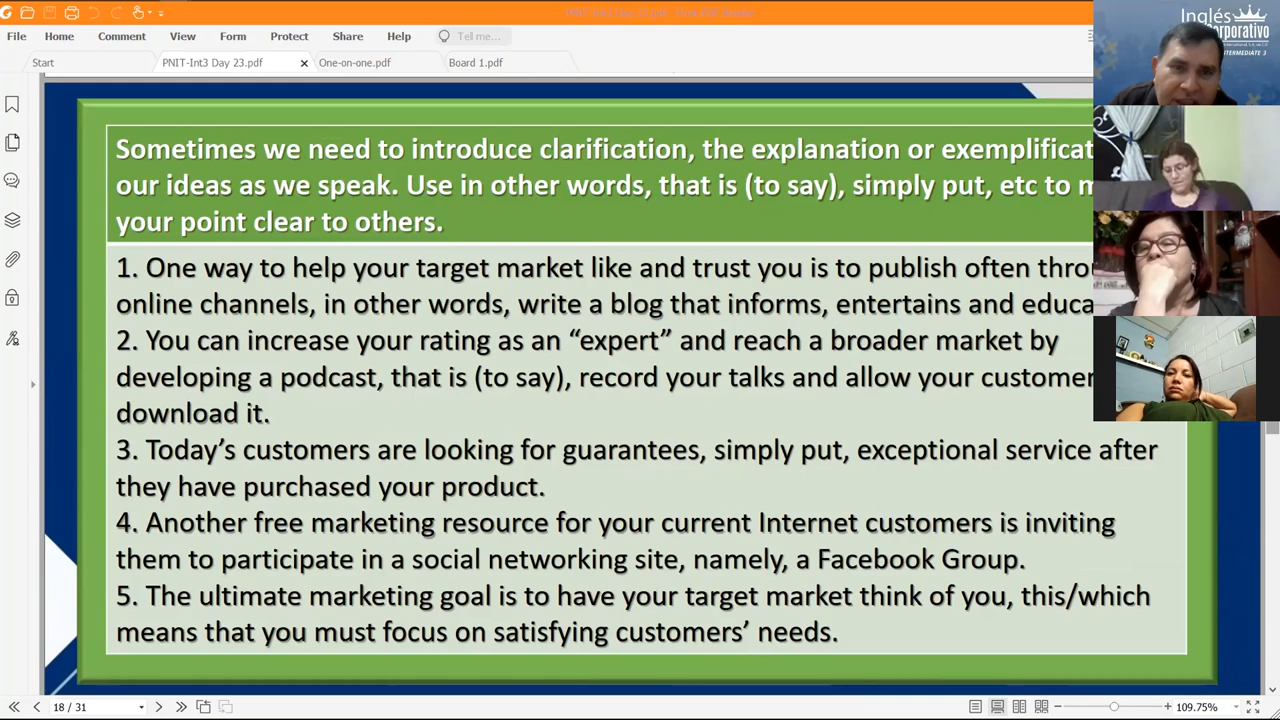 File Home Comment View Form Protect Share Help Tell me...
Start PNIT-Int3 Day 23.pdf One-on-one.pdf Board 1.pdf
Inglés
INTERMEDIATE 3
Sometimes we need to introduce clarification, the explanation or exemplificat
our ideas as we speak. Use in other words, that is (to say), simply put, etc to m
your point clear to others.
1. One way to help your target market like and trust you is to publish often throu
online channels, in other words, write a blog that informs, entertains and educa
2. You can increase your rating as an “expert” and reach a broader market by
developing a podcast, that is (to say), record your talks and allow your customer
download it.
3. Today’s customers are looking for guarantees, simply put, exceptional service after
they have purchased your product.
4. Another free marketing resource for your current Internet customers is inviting
them to participate in a social networking site, namely, a Facebook Group.
5. The ultimate marketing goal is to have your target market think of you, this/which
means that you must focus on satisfying customers’ needs.
18 / 31 109.75%